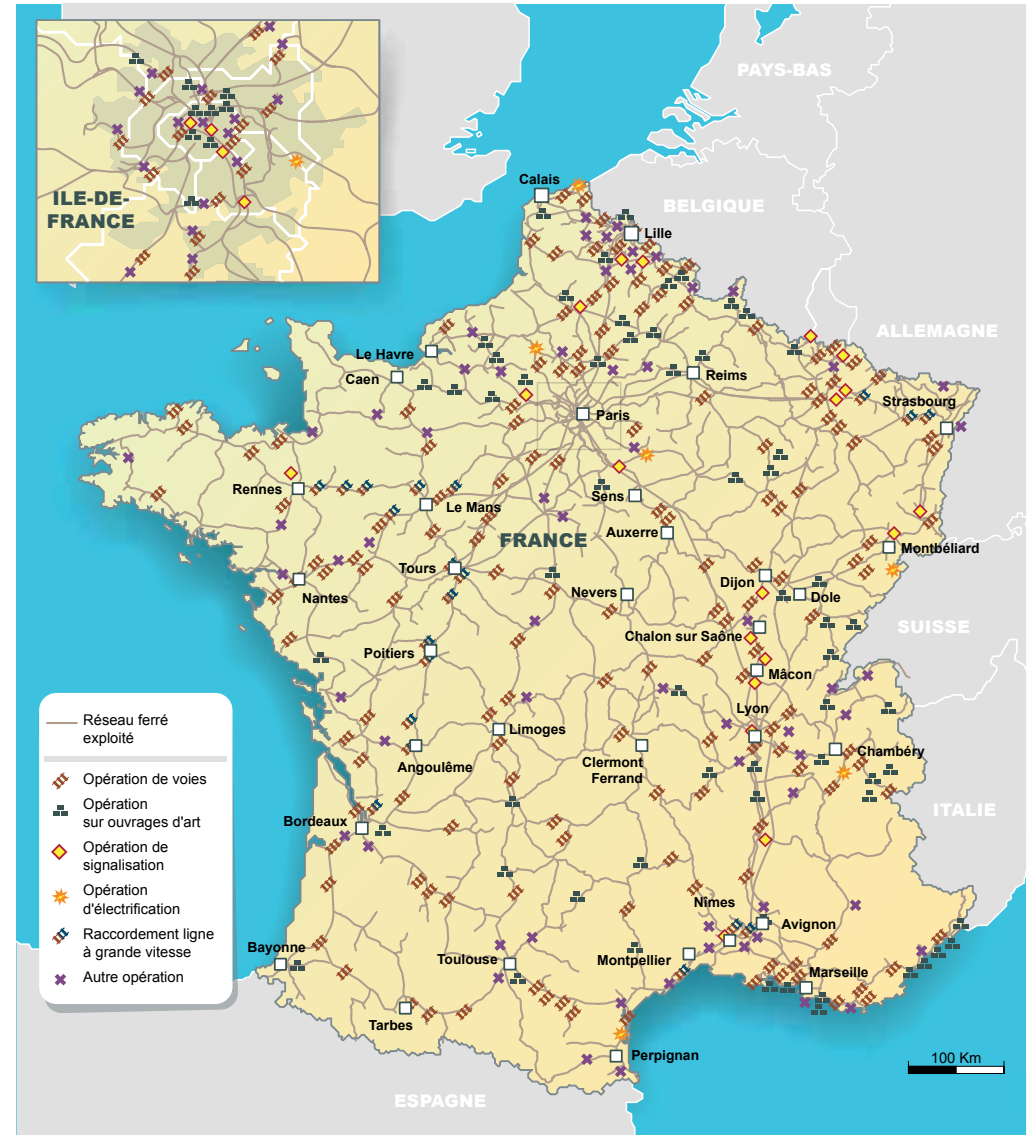 ILE-DE-
FRANCE
PAYS-BAS
BELGIQUE
ALLEMAGNE
SUISSE
ITALIE
ESPAGNE
FRANCE
Calais
Lille
Le Havre
Caen
Reims
Strasbourg
Paris
Rennes
Le Mans
Sens
Auxerre
Montbéliard
Tours
Nantes
Nevers
Dijon
Dole
Chalon sur Saône
Poitiers
Mâcon
Lyon
Limoges
Angoulême
Clermont
Ferrand
Chambéry
Bordeaux
Nîmes
Avignon
Bayonne
Toulouse
Montpellier
Marseille
Tarbes
Perpignan
Réseau ferré
exploité
Opération de voies
Opération
sur ouvrages d'art
Opération de
signalisation
Opération
d'électrification
Raccordement ligne
à grande vitesse
Autre opération
100 Km